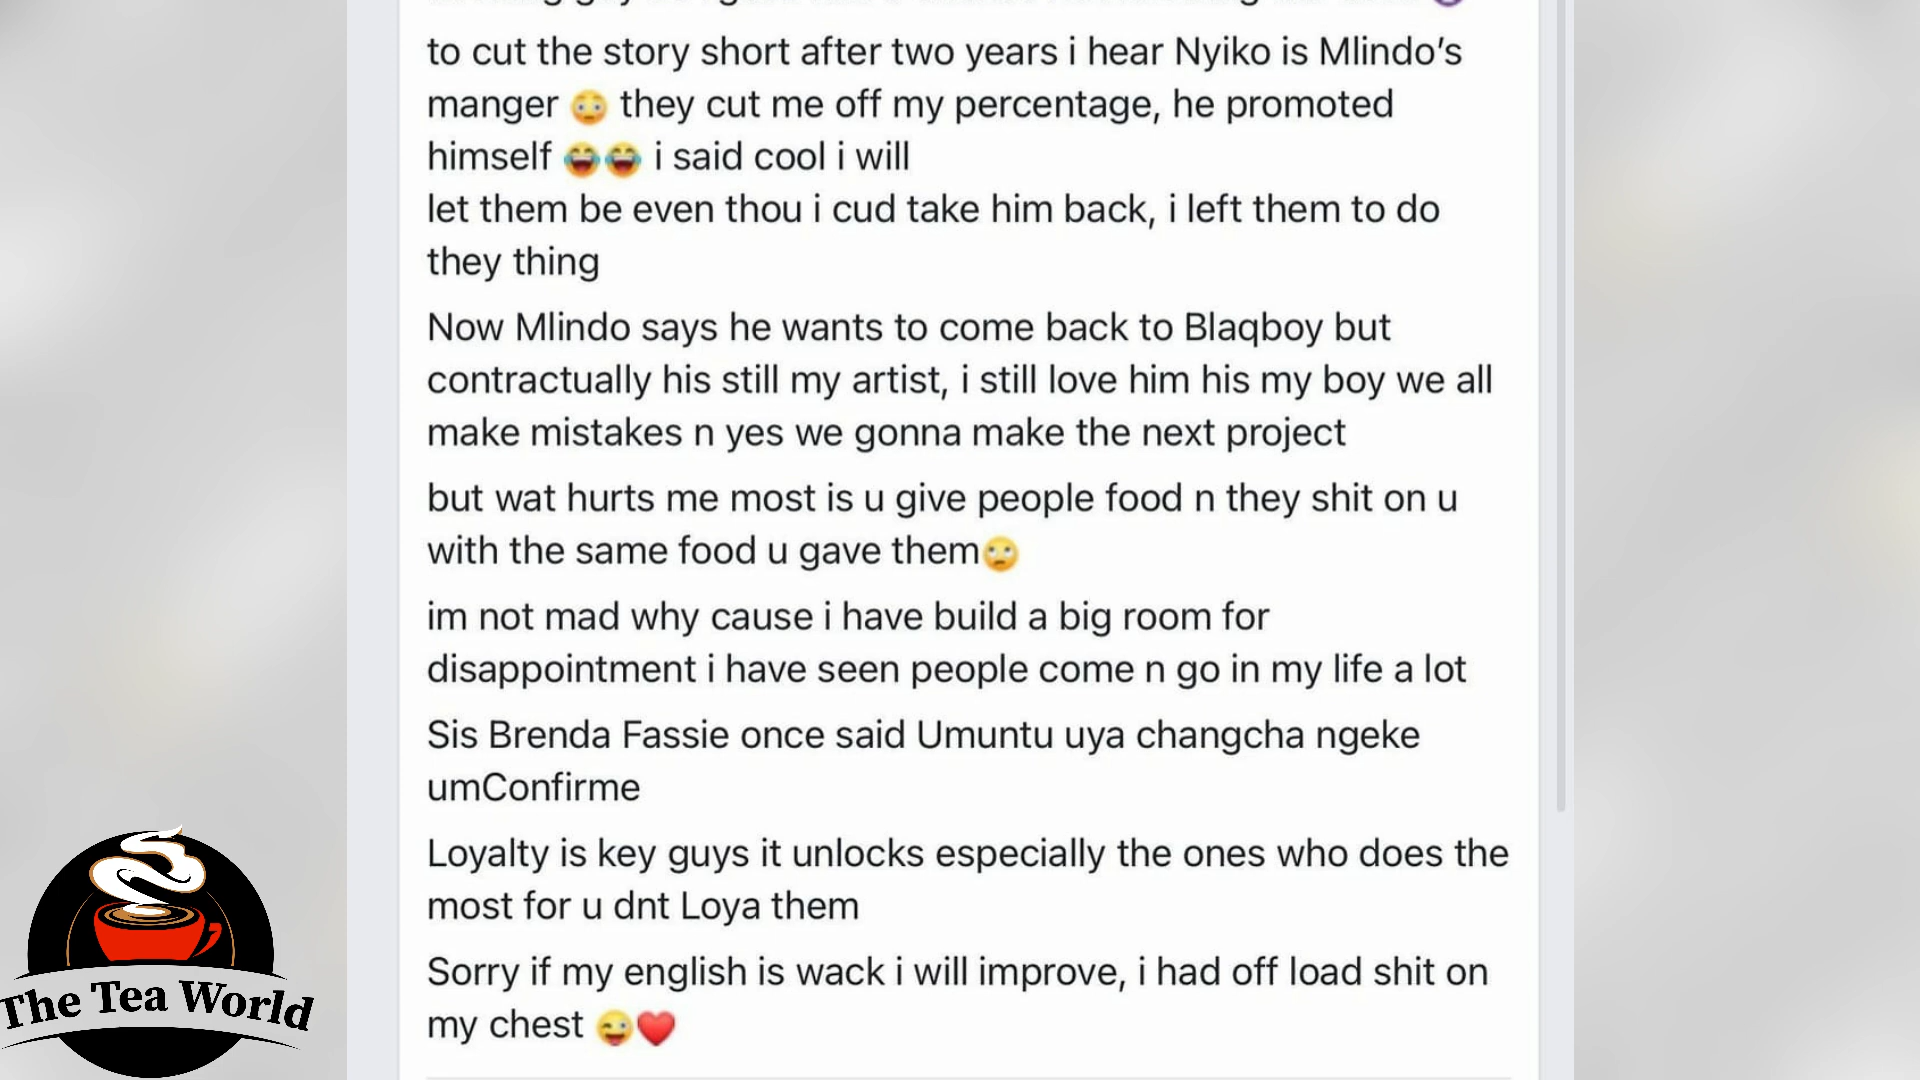 to cut the story short after two years i hear Nyiko is Mlindo's
manger 😳 they cut me off my percentage, he promoted
himself 😂😂 i said cool i will
let them be even thou i cud take him back, i left them to do
they thing
Now Mlindo says he wants to come back to Blaqboy but
contractually his still my artist, i still love him his my boy we all
make mistakes n yes we gonna make the next project
but wat hurts me most is u give people food n they shit on u
with the same food u gave them🙄
im not mad why cause i have build a big room for
disappointment i have seen people come n go in my life a lot
Sis Brenda Fassie once said Umuntu uya changcha ngeke
umConfirme
Loyalty is key guys it unlocks especially the ones who does the
most for u dnt Loya them
Sorry if my english is wack i will improve, i had off load shit on
my chest 😜❤️
The Tea World